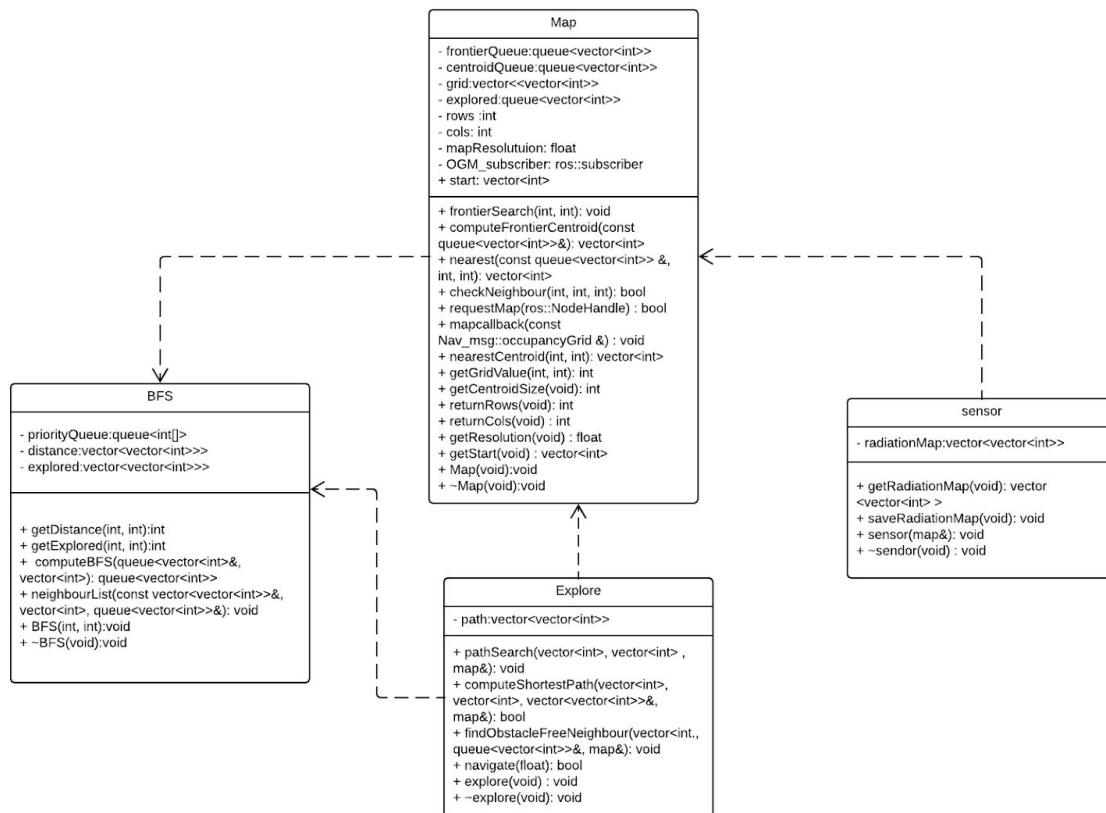 Map
- frontierQueue:queue<vector<int>>
- centroidQueue:queue<vector<int>>
- grid:vector<<vector<int>>
- explored:queue<vector<int>>
- rows :int
- cols: int
- mapResolutuion: float
- OGM_subscriber: ros::subscriber
+ start: vector<int>
+ frontierSearch(int, int): void
+ computeFrontierCentroid(const
queue<vector<int>>&): vector<int>
+ nearest(const queue<vector<int>> &,
int, int): vector<int>
+ checkNeighbour(int, int, int): bool
+ requestMap(ros::NodeHandle) : bool
+ mapcallback(const
Nav_msg::occupancyGrid &) : void
+ nearestCentroid(int, int): vector<int>
+ getGridValue(int, int): int
+ getCentroidSize(void): int
+ returnRows(void): int
+ returnCols(void) : int
+ getResolution(void) : float
+ getStart(void) : vector<int>
+ Map(void):void
+ ~Map(void):void
BFS
- priorityQueue:queue<int[]>
- distance:vector<vector<int>>>
- explored:vector<vector<int>>>
+ getDistance(int, int):int
+ getExplored(int, int):int
+ computeBFS(queue<vector<int>&,
vector<int>): queue<vector<int>>
+ neighbourList(const vector<vector<int>>&,
vector<int>, queue<vector<int>>&): void
+ BFS(int, int):void
+ ~BFS(void):void
sensor
- radiationMap:vector<vector<int>>
+ getRadiationMap(void): vector
<vector<int> >
+ saveRadiationMap(void): void
+ sensor(map&): void
+ ~sendor(void) : void
Explore
- path:vector<vector<int>>
+ pathSearch(vector<int>, vector<int> ,
map&): void
+ computeShortestPath(vector<int>,
vector<int>, vector<vector<int>>&,
map&): bool
+ findObstacleFreeNeighbour(vector<int.,
queue<vector<int>>&, map&): void
+ navigate(float): bool
+ explore(void) : void
+ ~explore(void): void